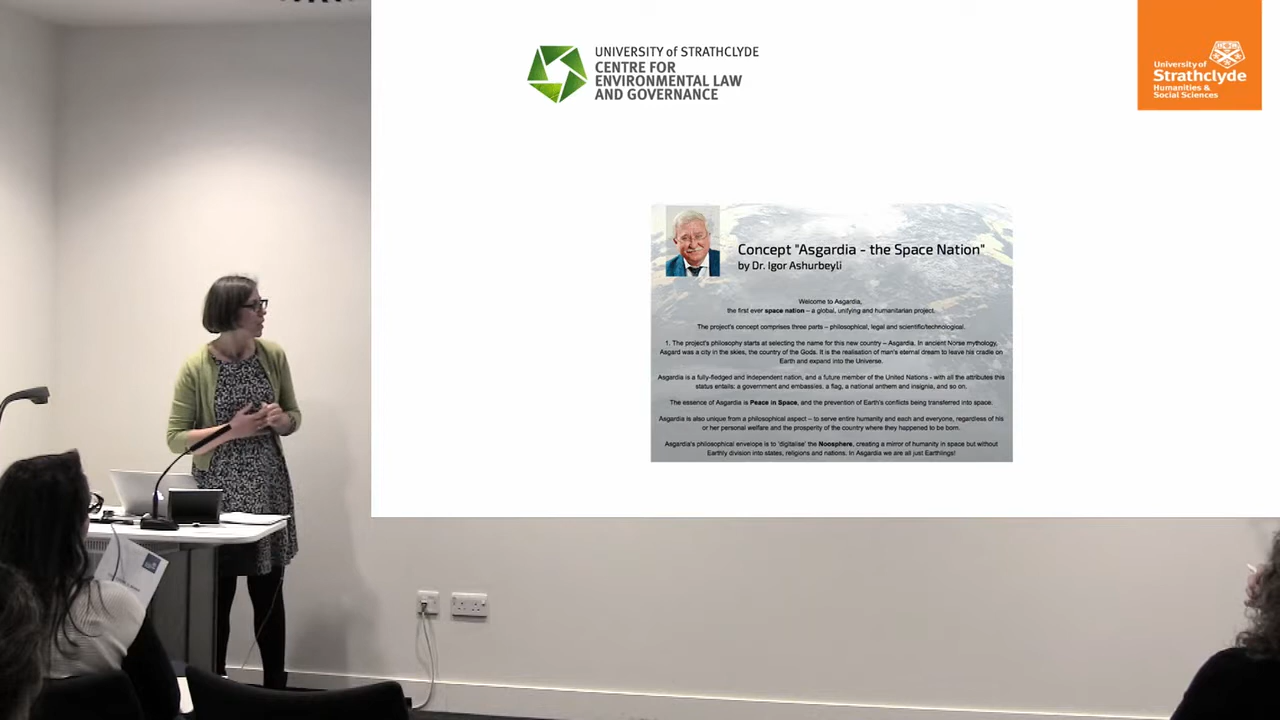 UNIVERSITY of STRATHCLYDE
CENTRE FOR
ENVIRONMENTAL LAW
AND GOVERNANCE
University of
Strathclyde
Humanities &
Social Sciences
Concept "Asgardia - the Space Nation"
by Dr. Igor Ashurbeyli
Welcome to Asgardia,
the first ever space nation – a global, unifying and humanitarian project.
The project's concept comprises three parts – philosophical, legal and scientific/technological.
1. The project's philosophy starts at selecting the name for this new country – Asgardia. In ancient Norse mythology,
Asgard was a city in the skies, the country of the Gods. It is the realisation of man's eternal dream to leave his cradle on
Earth and expand into the Universe.
Asgardia is a fully-fledged and independent nation, and a future member of the United Nations - with all the attributes this
status entails: a government and embassies, a flag, a national anthem and insignia, and so on.
The essence of Asgardia is Peace in Space, and the prevention of Earth's conflicts being transferred into space.
Asgardia is also unique from a philosophical aspect – to serve entire humanity and each and everyone, regardless of his
or her personal welfare and the prosperity of the country where they happened to be born.
Asgardia's philosophical envelope is to 'digitalise' the Noosphere, creating a mirror of humanity in space but without
Earthly division into states, religions and nations. In Asgardia we are all just Earthlings!